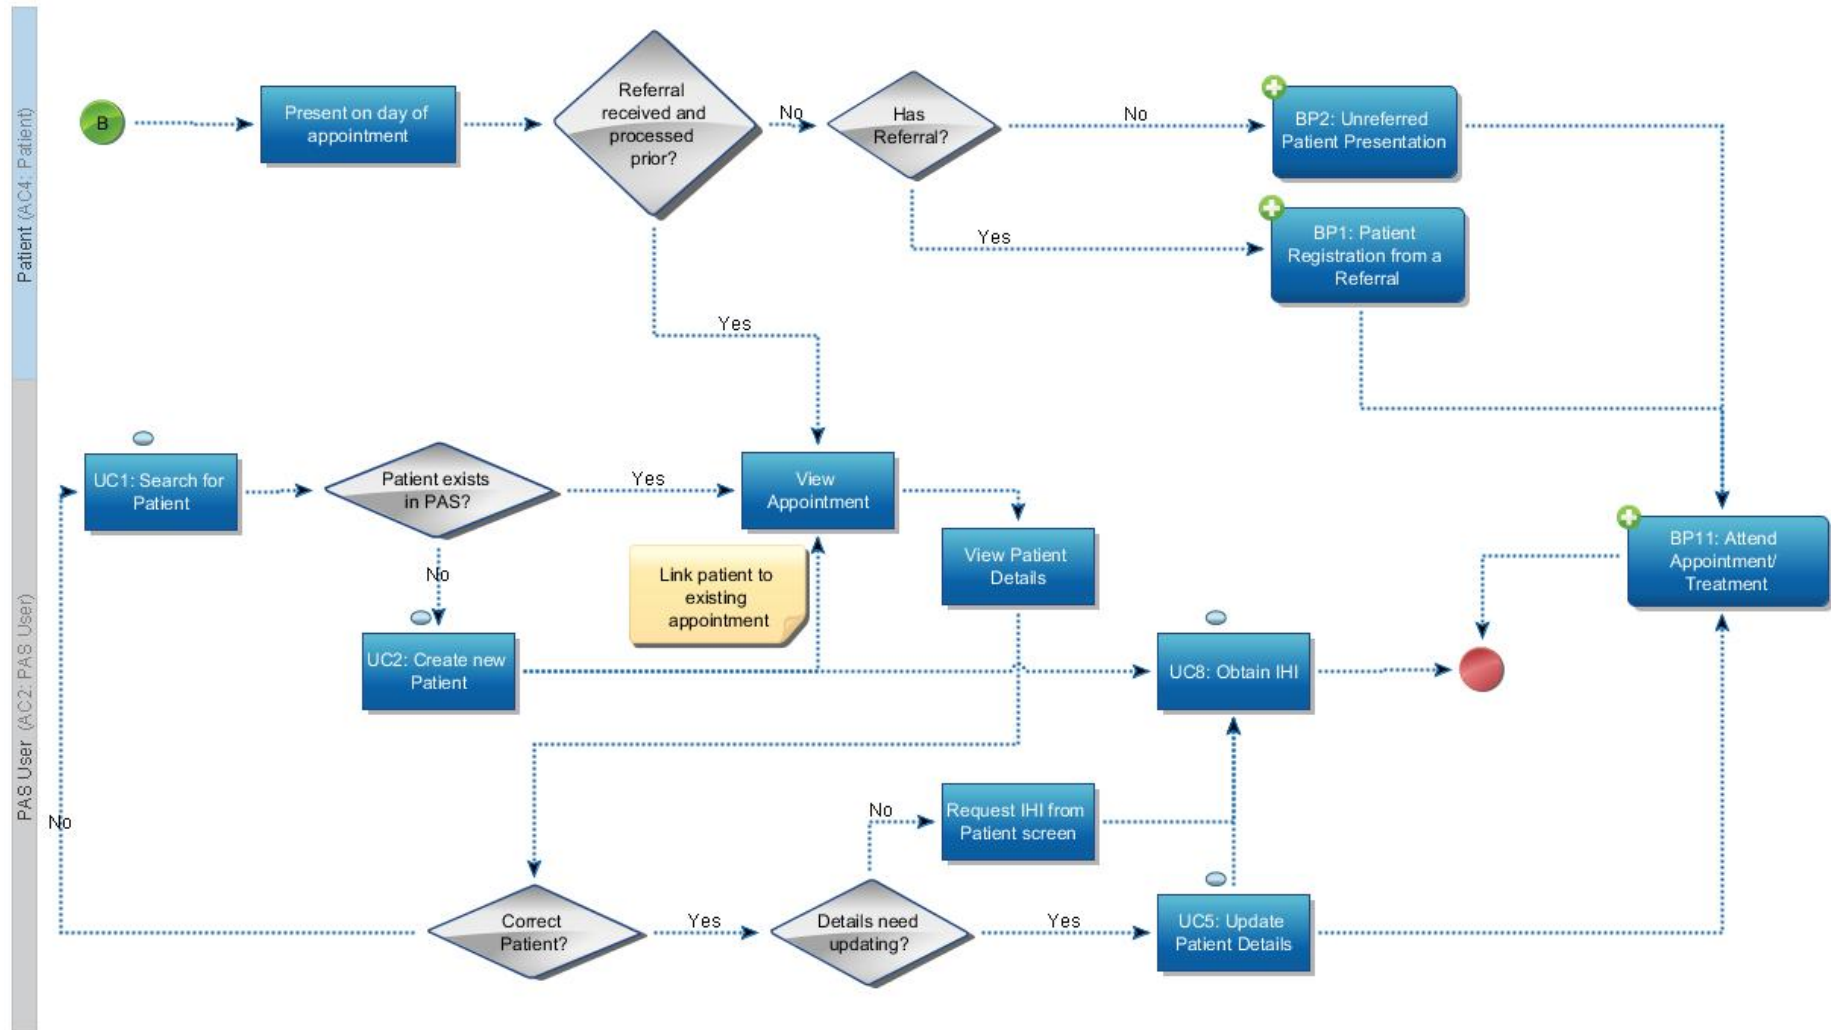 Patient (AC4: Patient)
B
Present on day of
appointment
Referral
received and
processed
prior?
No
Has
Referral?
No
BP2: Unreferred
Patient Presentation
Yes
BP1: Patient
Registration from a
Referral
Yes
PAS User (AC2: PAS User)
UC1: Search for
Patient
Patient exists
in PAS?
Yes
View
Appointment
No
Link patient to
existing
appointment
View Patient
Details
BP11: Attend
Appointment/
Treatment
UC2: Create new
Patient
UC8: Obtain IHI
No
No
Request IHI from
Patient screen
Correct
Patient?
Yes
Details need
updating?
Yes
UC5: Update
Patient Details